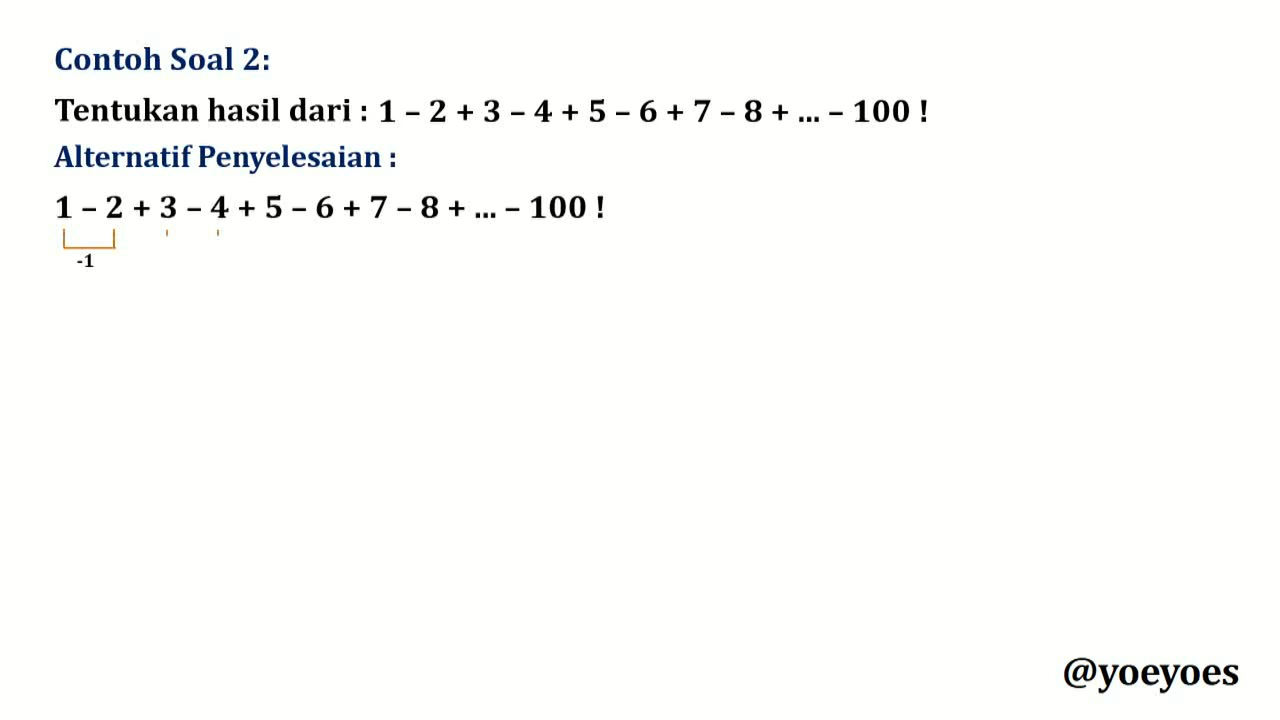 Contoh Soal 2:
Tentukan hasil dari : 1 – 2 + 3 – 4 + 5 – 6 + 7 – 8 + ... – 100 !
Alternatif Penyelesaian :
1 – 2 + 3 – 4 + 5 – 6 + 7 – 8 + ... – 100 !
-1
@yoeyoes